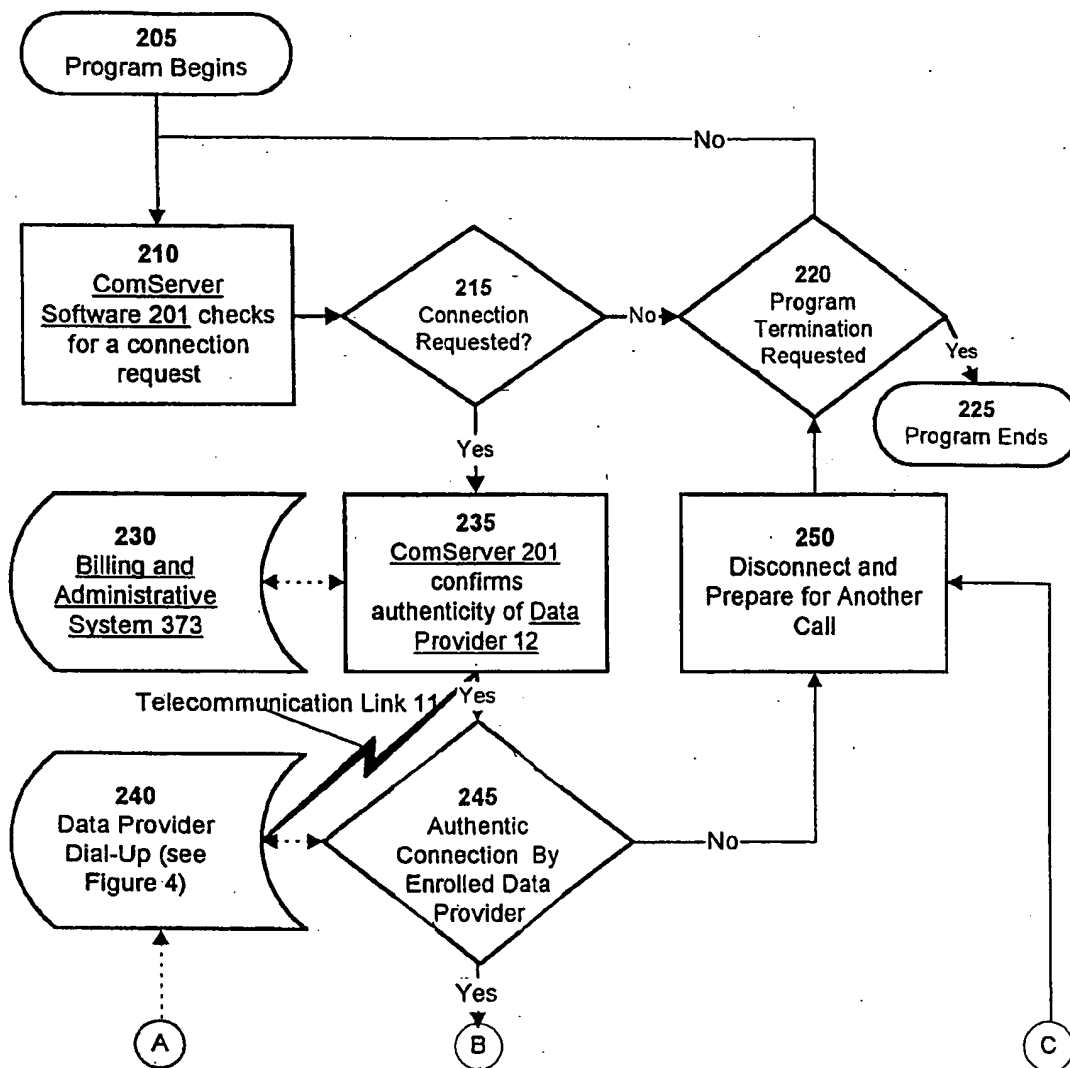 205
Program Begins
No
210
ComServer
Software 201 checks
for a connection
request
215
Connection
Requested?
No
220
Program
Termination
Requested
Yes
225
Program Ends
Yes
230
Billing and
Administrative
System 373
235
ComServer 201
confirms
authenticity of Data
Provider 12
250
Disconnect and
Prepare for Another
Call
Telecommunication Link 11
Yes
240
Data Provider
Dial-Up (see
Figure 4)
245
Authentic
Connection By
Enrolled Data
Provider
No
Yes
A
B
C